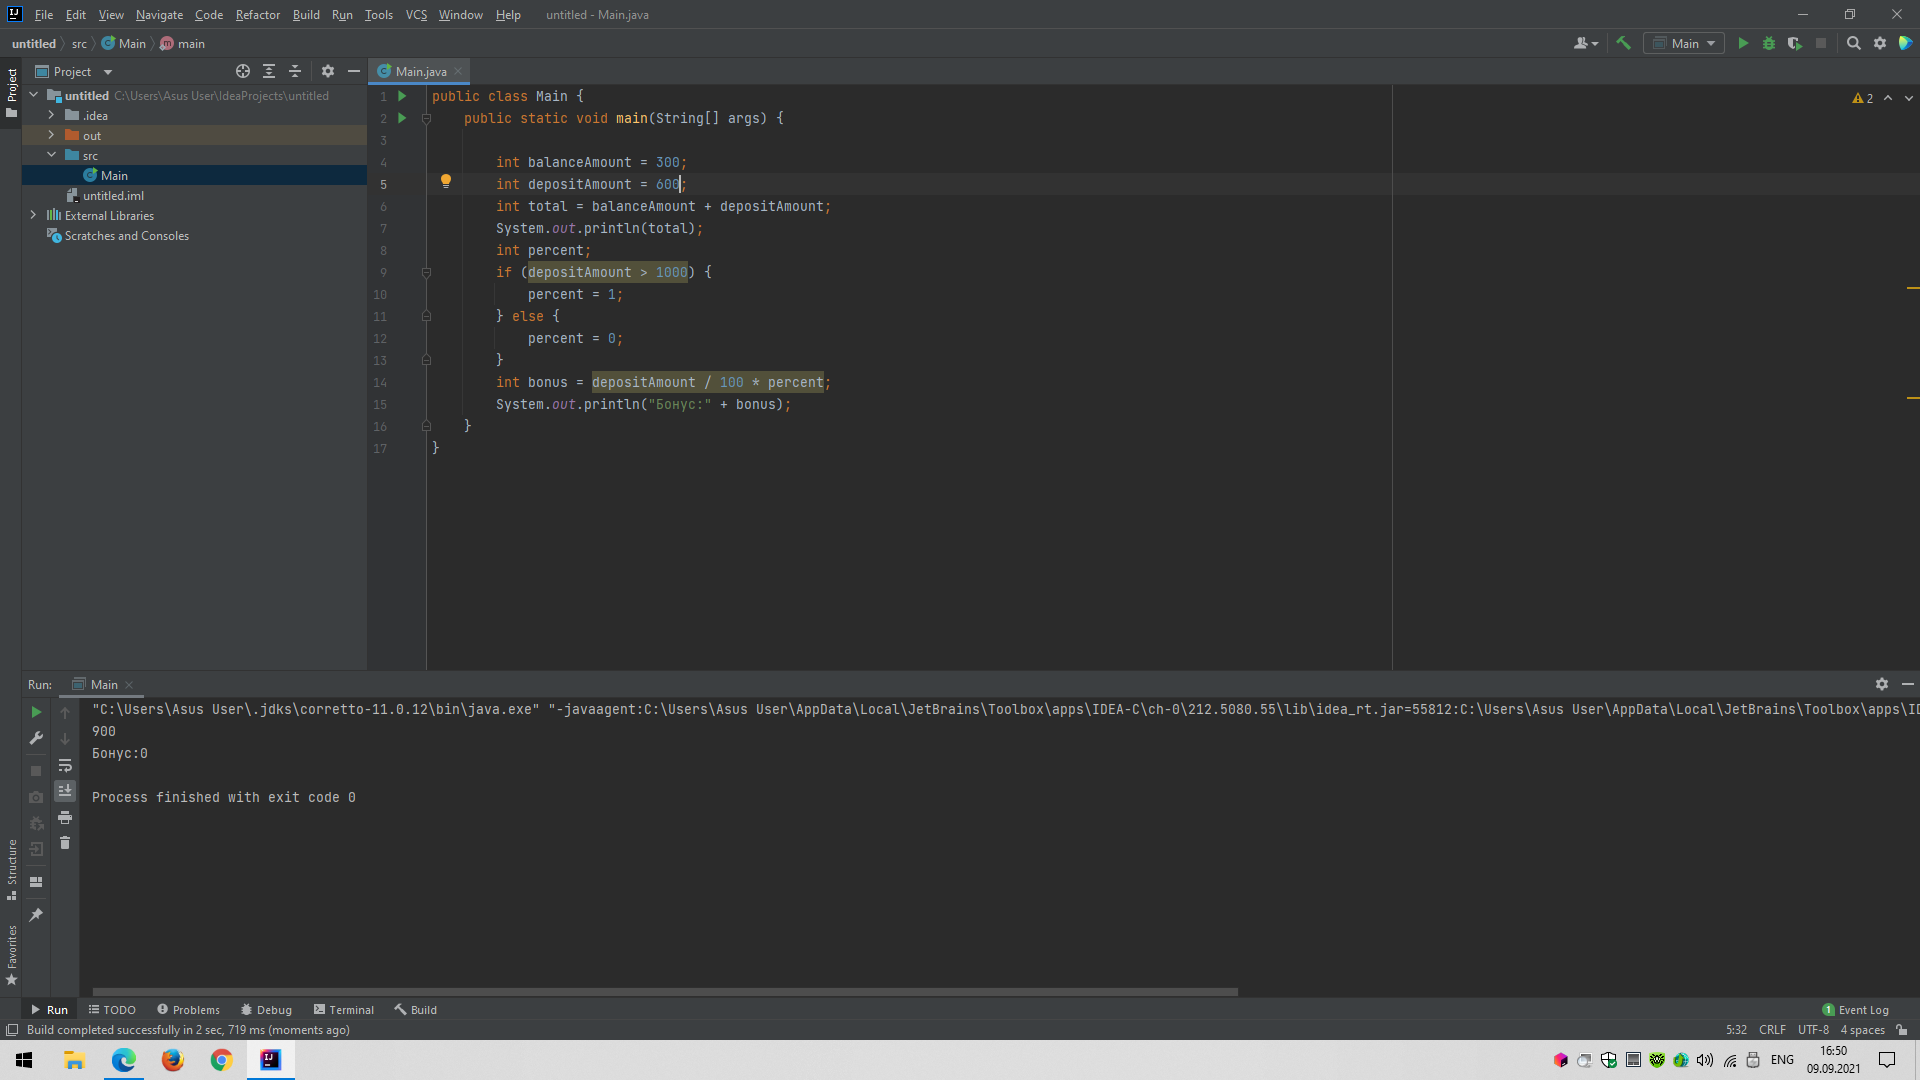 File Edit View Navigate Code Refactor Build Run Tools VCS Window Help untitled - Main.java
untitled src Main main
Main
Project
Main.java
untitled C:\Users\Asus User\IdeaProjects\untitled
.idea
out
src
Main
untitled.iml
External Libraries
Scratches and Consoles
Project
2
1 public class Main {
2 public static void main(String[] args) {
3
4 int balanceAmount = 300;
5 int depositAmount = 600;
6 int total = balanceAmount + depositAmount;
7 System.out.println(total);
8 int percent;
9 if (depositAmount > 1000) {
10 percent = 1;
11 } else {
12 percent = 0;
13 }
14 int bonus = depositAmount / 100 * percent;
15 System.out.println("Бонус:" + bonus);
16 }
17 }
Run: Main
"C:\Users\Asus User\.jdks\corretto-11.0.12\bin\java.exe" "-javaagent:C:\Users\Asus User\AppData\Local\JetBrains\Toolbox\apps\IDEA-C\ch-0\212.5080.55\lib\idea_rt.jar=55812:C:\Users\Asus User\AppData\Local\JetBrains\Toolbox\apps\ID
900
Бонус:0
Process finished with exit code 0
Structure
Favorites
Run TODO Problems Debug Terminal Build
1 Event Log
Build completed successfully in 2 sec, 719 ms (moments ago)
5:32 CRLF UTF-8 4 spaces
IJ
ENG
16:50
09.09.2021